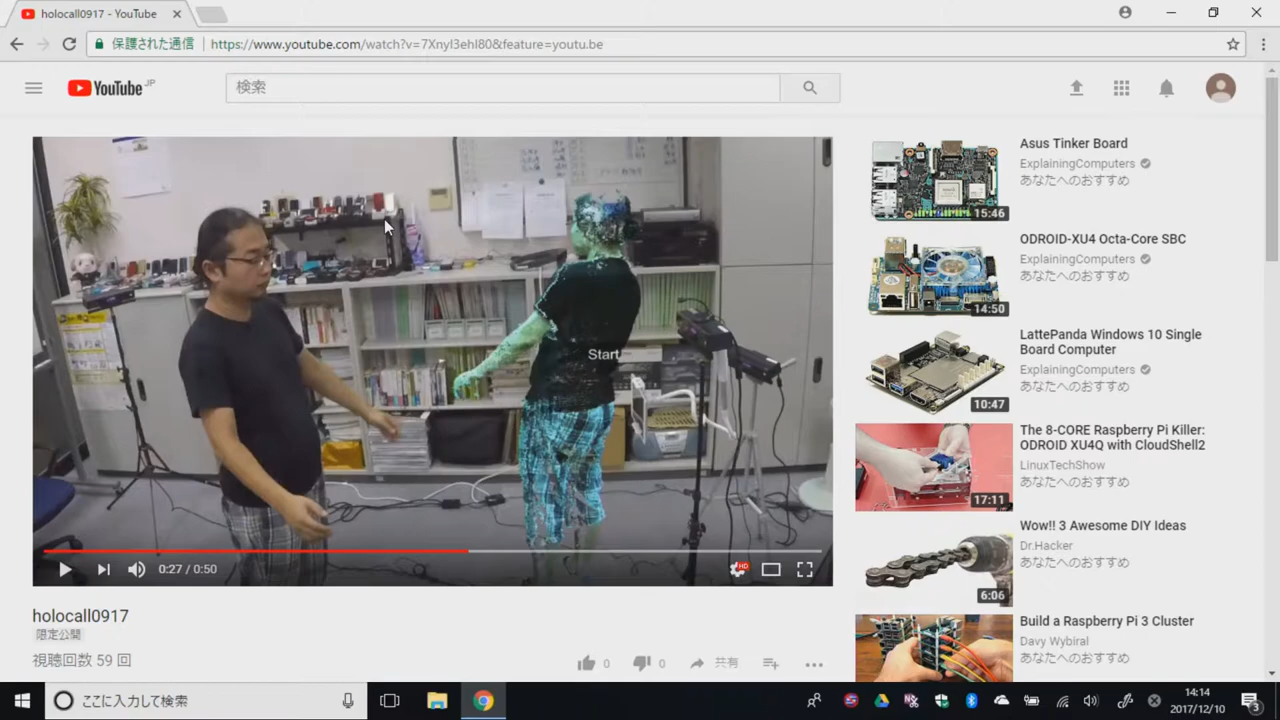 holocall0917 - YouTube
保護された通信
https://www.youtube.com/watch?v=7Xnyl3ehl80&feature=youtu.be
YouTube JP
検索
Start
0:27 / 0:50
HD
holocall0917
限定公開
視聴回数 59 回
0
0
共有
Asus Tinker Board
ExplainingComputers
あなたへのおすすめ
15:46
ODROID-XU4 Octa-Core SBC
ExplainingComputers
あなたへのおすすめ
14:50
LattePanda Windows 10 Single
Board Computer
ExplainingComputers
あなたへのおすすめ
10:47
The 8-CORE Raspberry Pi Killer:
ODROID XU4Q with CloudShell2
LinuxTechShow
あなたへのおすすめ
17:11
Wow!! 3 Awesome DIY Ideas
Dr.Hacker
あなたへのおすすめ
6:06
Build a Raspberry Pi 3 Cluster
Davy Wybiral
あなたへのおすすめ
ここに入力して検索
14:14
2017/12/10
3